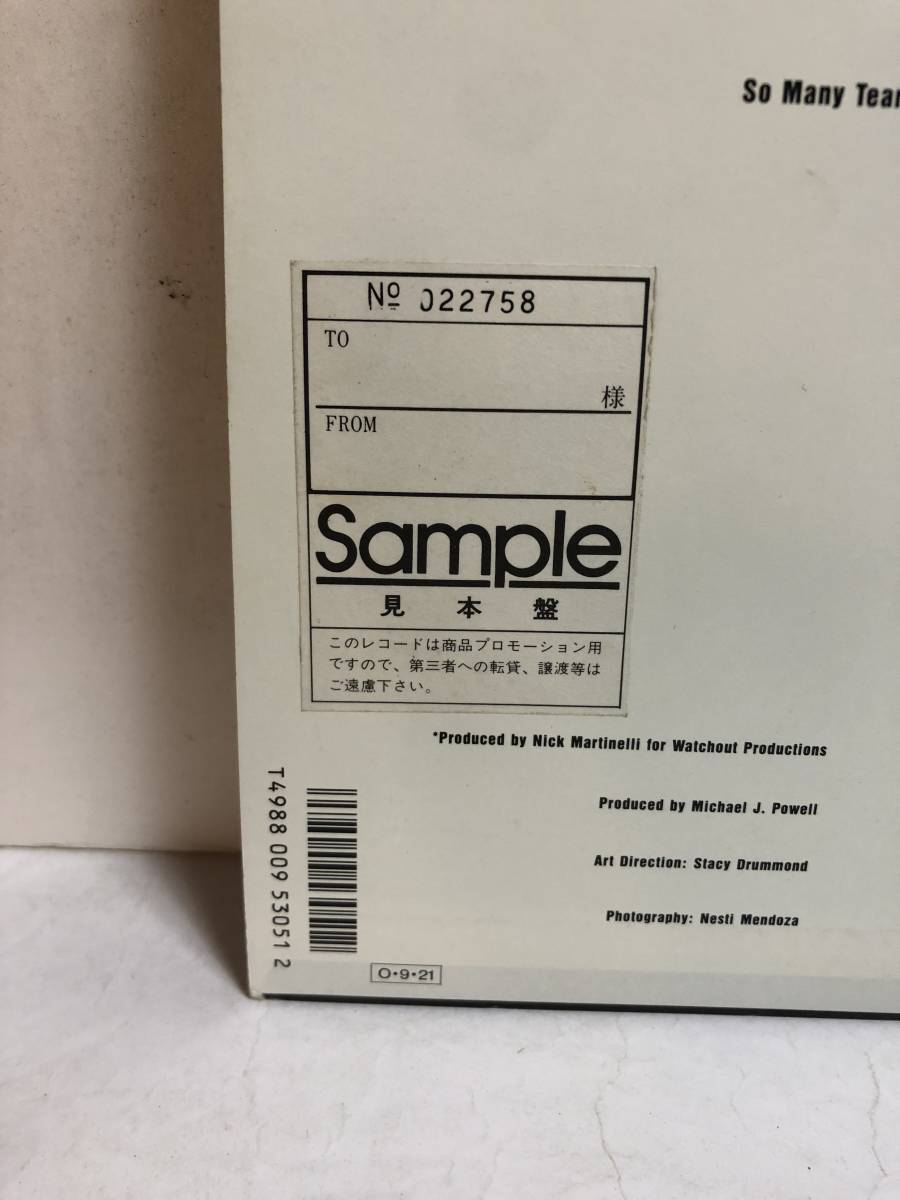 So Many Tear
Nº 022758
TO
様
FROM
Sample
見本盤
このレコードは商品プロモーション用
ですので、第三者への転貸、譲渡等は
ご遠慮下さい。
*Produced by Nick Martinelli for Watchout Productions
Produced by Michael J. Powell
Art Direction: Stacy Drummond
Photography: Nesti Mendoza
T4988 009 53051 2
O・9・21